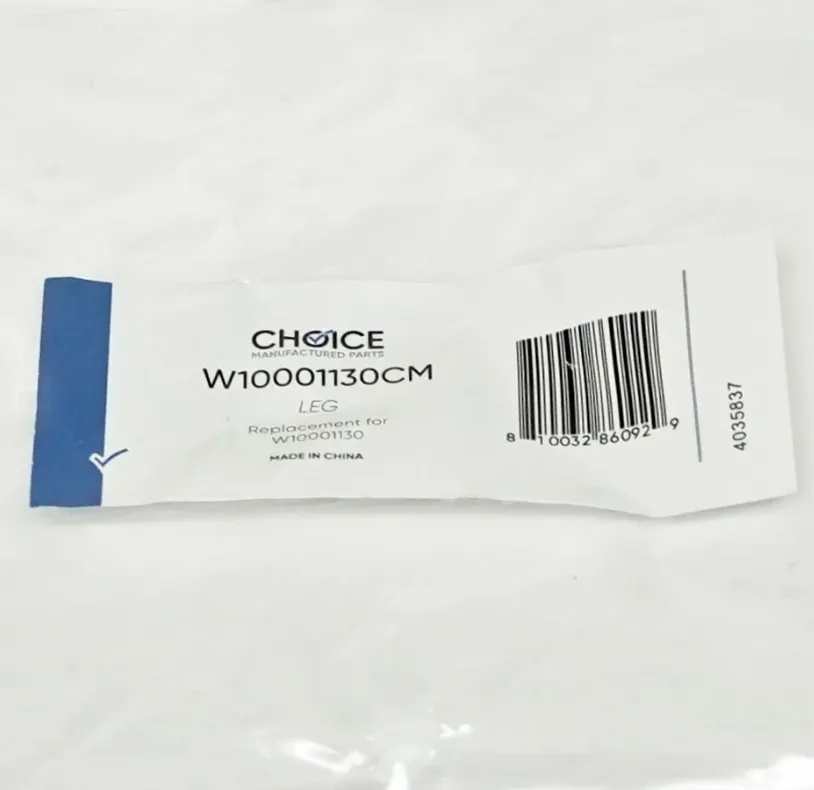 CHOICE
MANUFACTURED PARTS
W10001130CM
LEG
Replacement for
W10001130
MADE IN CHINA
8 10032 86092 9
4035837